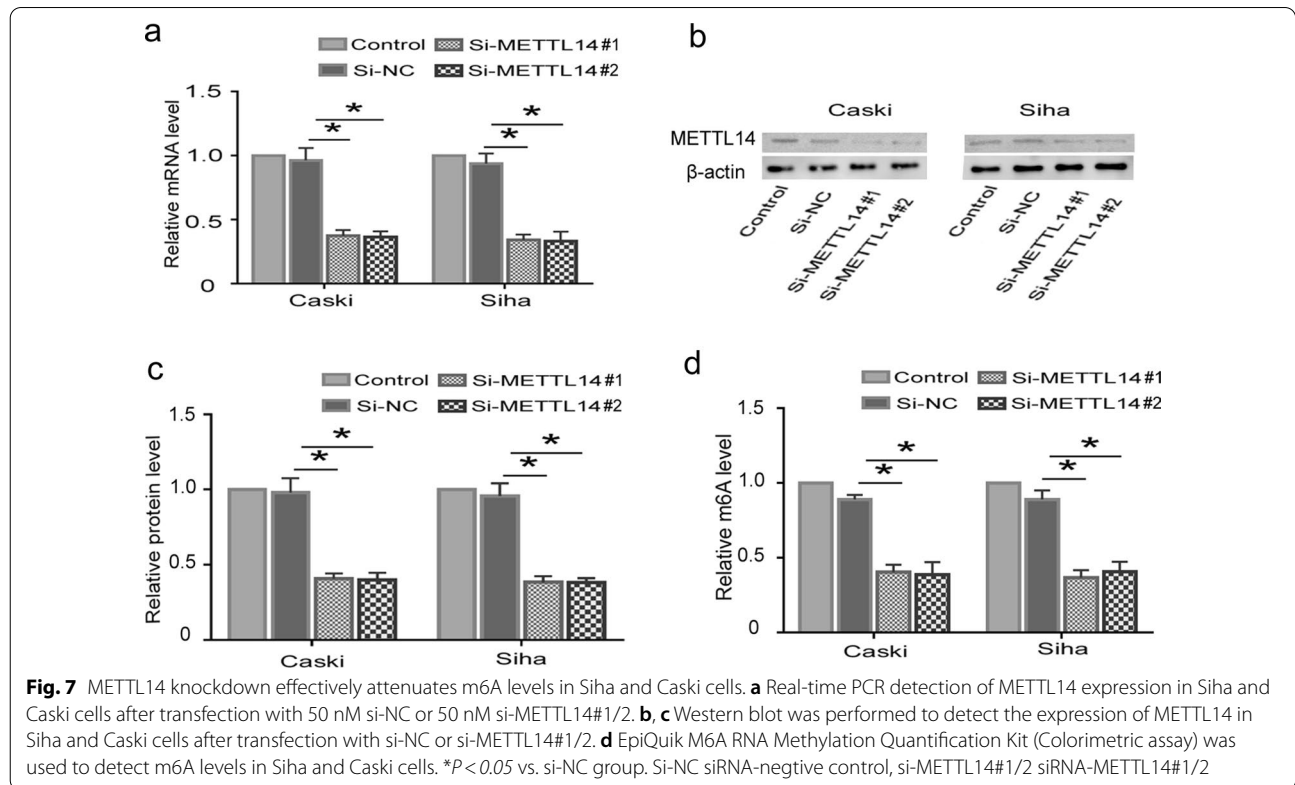 a
Control Si-METTL14#1
Si-NC Si-METTL14#2
Relative mRNA level
1.5
1.0
0.5
0
* * * *
Caski Siha
b
Caski Siha
METTL14
β-actin
Control Si-NC Si-METTL14#1 Si-METTL14#2
Control Si-NC Si-METTL14#1 Si-METTL14#2
c
Control Si-METTL14#1
Si-NC Si-METTL14#2
Relative protein level
1.5
1.0
0.5
0
* * * *
Caski Siha
d
Control Si-METTL14#1
Si-NC Si-METTL14#2
Relative m6A level
1.5
1.0
0.5
0
* * * *
Caski Siha
Fig. 7 METTL14 knockdown effectively attenuates m6A levels in Siha and Caski cells. a Real-time PCR detection of METTL14 expression in Siha and
Caski cells after transfection with 50 nM si-NC or 50 nM si-METTL14#1/2. b, c Western blot was performed to detect the expression of METTL14 in
Siha and Caski cells after transfection with si-NC or si-METTL14#1/2. d EpiQuik M6A RNA Methylation Quantification Kit (Colorimetric assay) was
used to detect m6A levels in Siha and Caski cells. *P < 0.05 vs. si-NC group. Si-NC siRNA-negtive control, si-METTL14#1/2 siRNA-METTL14#1/2